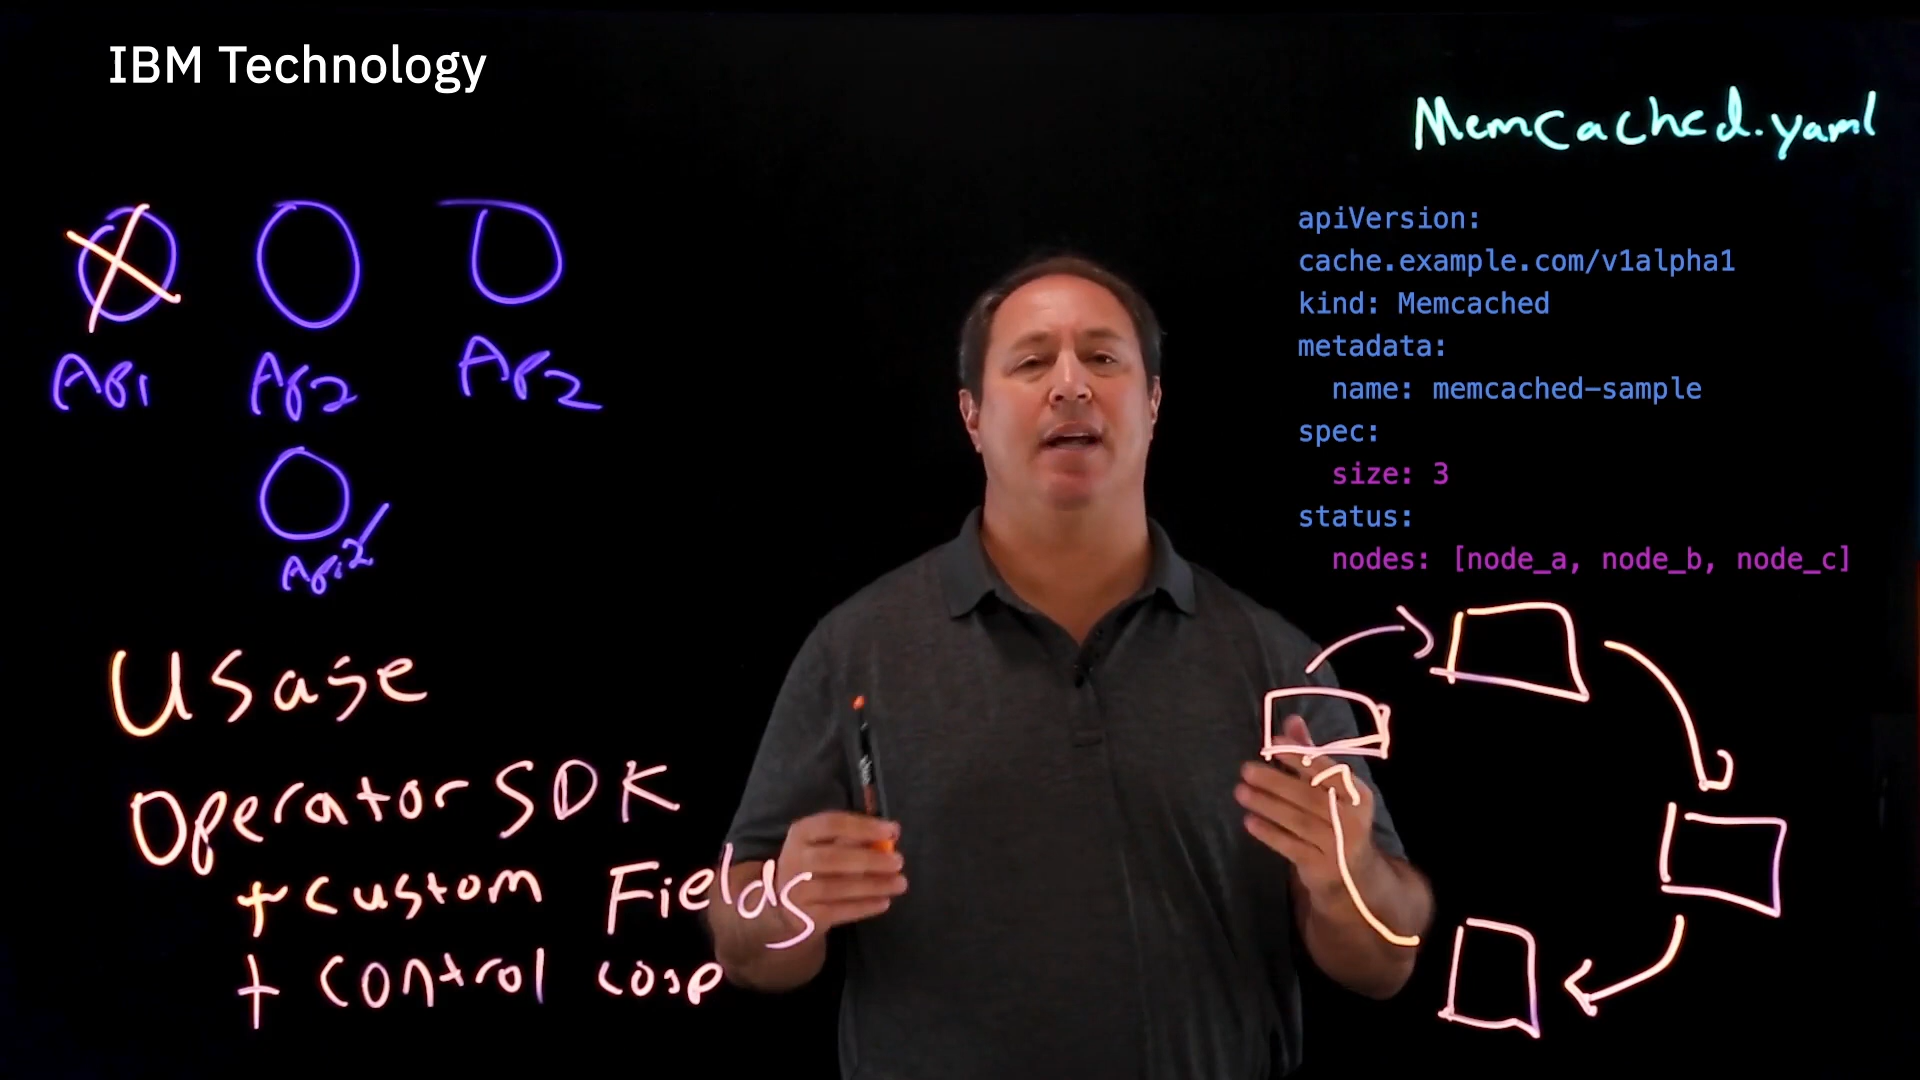 IBM Technology
Memcached.yaml
apiVersion:
cache.example.com/v1alpha1
kind: Memcached
metadata:
  name: memcached-sample
spec:
  size: 3
status:
  nodes: [node_a, node_b, node_c]
Usage
Operator SDK
+ custom Fields
+ control